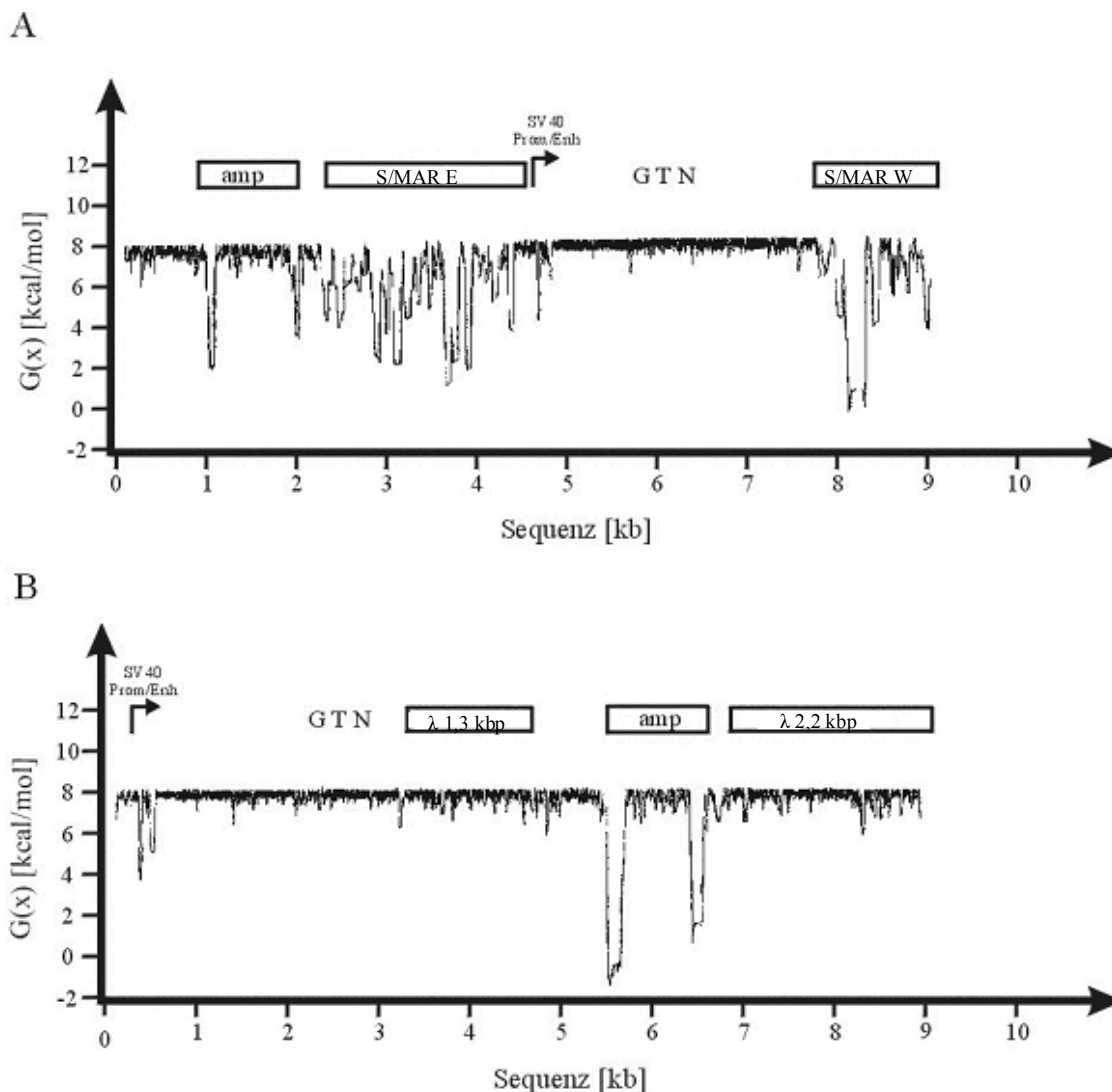 A
SV 40
Prom/Enh
amp
S/MAR E
G T N
S/MAR W
12
10
8
6
4
2
0
-2
G(x) [kcal/mol]
0 1 2 3 4 5 6 7 8 9 10
Sequenz [kb]
B
SV 40
Prom/Enh
G T N
λ 1,3 kbp
amp
λ 2,2 kbp
12
10
8
6
4
2
0
-2
G(x) [kcal/mol]
0 1 2 3 4 5 6 7 8 9 10
Sequenz [kb]